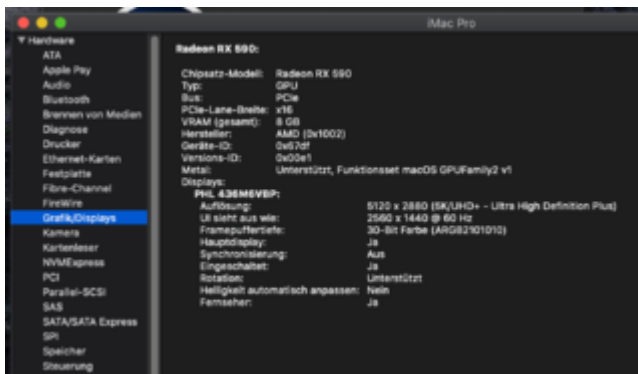 iMac Pro
Hardware
ATA
Apple Pay
Audio
Bluetooth
Brennen von Medien
Diagnose
Drucker
Ethernet-Karten
Festplatte
Fibre-Channel
FireWire
Grafik/Displays
Kamera
Kartenleser
NVMExpress
PCI
Parallel-SCSI
SAS
SATA/SATA Express
SPI
Speicher
Steuerung
Radeon RX 590:
Chipsatz-Modell: Radeon RX 590
Typ: GPU
Bus: PCIe
PCIe-Lane-Breite: x16
VRAM (gesamt): 8 GB
Hersteller: AMD (0x1002)
Geräte-ID: 0x67df
Versions-ID: 0x00e1
Metal: Unterstützt, Funktionsset macOS GPUFamily2 v1
Displays:
PHL 436M6VBP:
Auflösung: 5120 x 2880 (5K/UHD+ - Ultra High Definition Plus)
UI sieht aus wie: 2560 x 1440 @ 60 Hz
Framepuffertiefe: 30-Bit Farbe (ARGB2101010)
Hauptdisplay: Ja
Synchronisierung: Aus
Eingeschaltet: Ja
Rotation: Unterstützt
Helligkeit automatisch anpassen: Nein
Fernseher: Ja